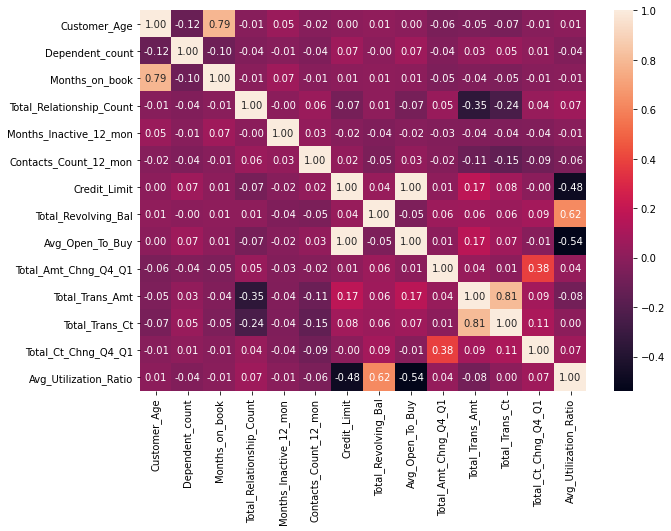 Customer_Age 1.00 -0.12 0.79 -0.01 0.05 -0.02 0.00 0.01 0.00 -0.06 -0.05 -0.07 -0.01 0.01
Dependent_count -0.12 1.00 -0.10 -0.04 -0.01 -0.04 0.07 -0.00 0.07 -0.04 0.03 0.05 0.01 -0.04
Months_on_book 0.79 -0.10 1.00 -0.01 0.07 -0.01 0.01 0.01 0.01 -0.05 -0.04 -0.05 -0.01 -0.01
Total_Relationship_Count -0.01 -0.04 -0.01 1.00 -0.00 0.06 -0.07 0.01 -0.07 0.05 -0.35 -0.24 0.04 0.07
Months_Inactive_12_mon 0.05 -0.01 0.07 -0.00 1.00 0.03 -0.02 -0.04 -0.02 -0.03 -0.04 -0.04 -0.04 -0.01
Contacts_Count_12_mon -0.02 -0.04 -0.01 0.06 0.03 1.00 0.02 -0.05 0.03 -0.02 -0.11 -0.15 -0.09 -0.06
Credit_Limit 0.00 0.07 0.01 -0.07 -0.02 0.02 1.00 0.04 1.00 0.01 0.17 0.08 -0.00 -0.48
Total_Revolving_Bal 0.01 -0.00 0.01 0.01 -0.04 -0.05 0.04 1.00 -0.05 0.06 0.06 0.06 0.09 0.62
Avg_Open_To_Buy 0.00 0.07 0.01 -0.07 -0.02 0.03 1.00 -0.05 1.00 0.01 0.17 0.07 -0.01 -0.54
Total_Amt_Chng_Q4_Q1 -0.06 -0.04 -0.05 0.05 -0.03 -0.02 0.01 0.06 0.01 1.00 0.04 0.01 0.38 0.04
Total_Trans_Amt -0.05 0.03 -0.04 -0.35 -0.04 -0.11 0.17 0.06 0.17 0.04 1.00 0.81 0.09 -0.08
Total_Trans_Ct -0.07 0.05 -0.05 -0.24 -0.04 -0.15 0.08 0.06 0.07 0.01 0.81 1.00 0.11 0.00
Total_Ct_Chng_Q4_Q1 -0.01 0.01 -0.01 0.04 -0.04 -0.09 -0.00 0.09 -0.01 0.38 0.09 0.11 1.00 0.07
Avg_Utilization_Ratio 0.01 -0.04 -0.01 0.07 -0.01 -0.06 -0.48 0.62 -0.54 0.04 -0.08 0.00 0.07 1.00
Customer_Age
Dependent_count
Months_on_book
Total_Relationship_Count
Months_Inactive_12_mon
Contacts_Count_12_mon
Credit_Limit
Total_Revolving_Bal
Avg_Open_To_Buy
Total_Amt_Chng_Q4_Q1
Total_Trans_Amt
Total_Trans_Ct
Total_Ct_Chng_Q4_Q1
Avg_Utilization_Ratio
1.0
0.8
0.6
0.4
0.2
0.0
−0.2
−0.4